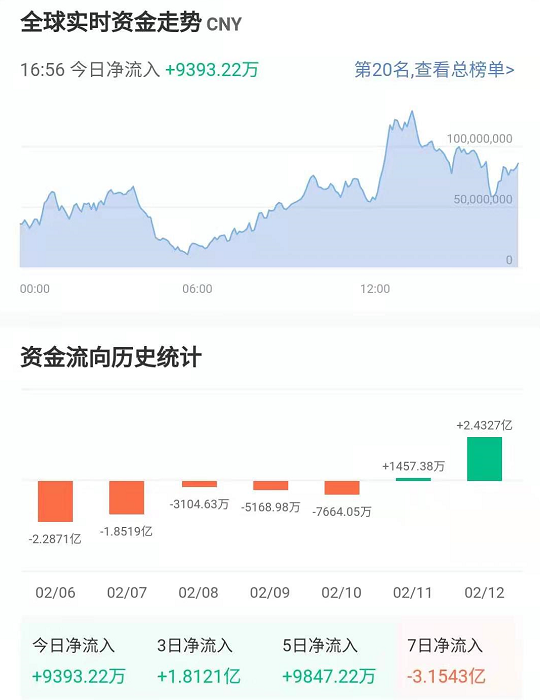 全球实时资金走势 CNY
16:56 今日净流入 +9393.22万 第20名,查看总榜单>
100,000,000
50,000,000
0
00:00 06:00 12:00
资金流向历史统计
+2.4327亿
+1457.38万
-3104.63万 -5168.98万 -7664.05万
-2.2871亿 -1.8519亿
02/06 02/07 02/08 02/09 02/10 02/11 02/12
今日净流入 3日净流入 5日净流入 7日净流入
+9393.22万 +1.8121亿 +9847.22万 -3.1543亿